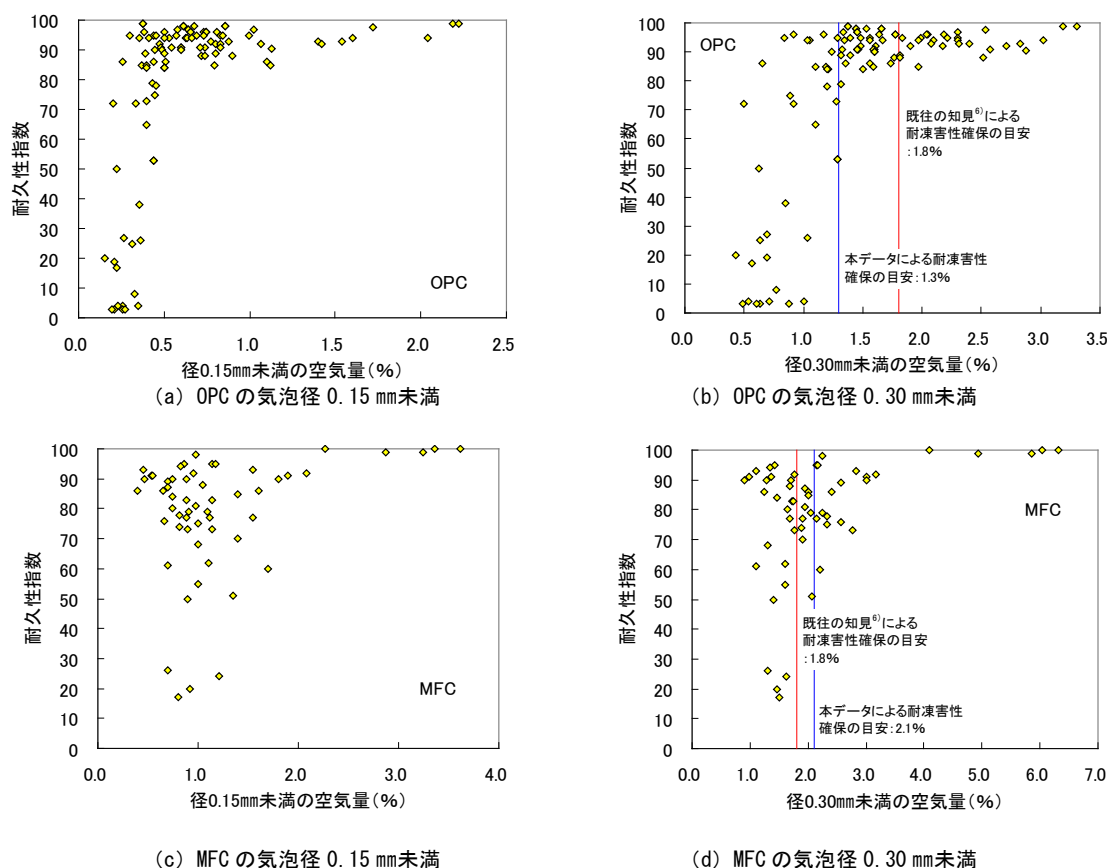 100
90
80
70
60
50
40
30
20
10
0
耐久性指数
OPC
0.0 0.5 1.0 1.5 2.0 2.5
径0.15mm未満の空気量(%)
(a) OPC の気泡径 0.15 mm未満
100
90
80
70
60
50
40
30
20
10
0
耐久性指数
OPC
既往の知見6)による
耐凍害性確保の目安
:1.8%
本データによる耐凍害性
確保の目安:1.3%
0.0 0.5 1.0 1.5 2.0 2.5 3.0 3.5
径0.30mm未満の空気量(%)
(b) OPC の気泡径 0.30 mm未満
100
90
80
70
60
50
40
30
20
10
0
耐久性指数
MFC
0.0 1.0 2.0 3.0 4.0
径0.15mm未満の空気量(%)
(c) MFC の気泡径 0.15 mm未満
100
90
80
70
60
50
40
30
20
10
0
耐久性指数
MFC
既往の知見6)による
耐凍害性確保の目安
:1.8%
本データによる耐凍害性
確保の目安:2.1%
0.0 1.0 2.0 3.0 4.0 5.0 6.0 7.0
径0.30mm未満の空気量(%)
(d) MFC の気泡径 0.30 mm未満